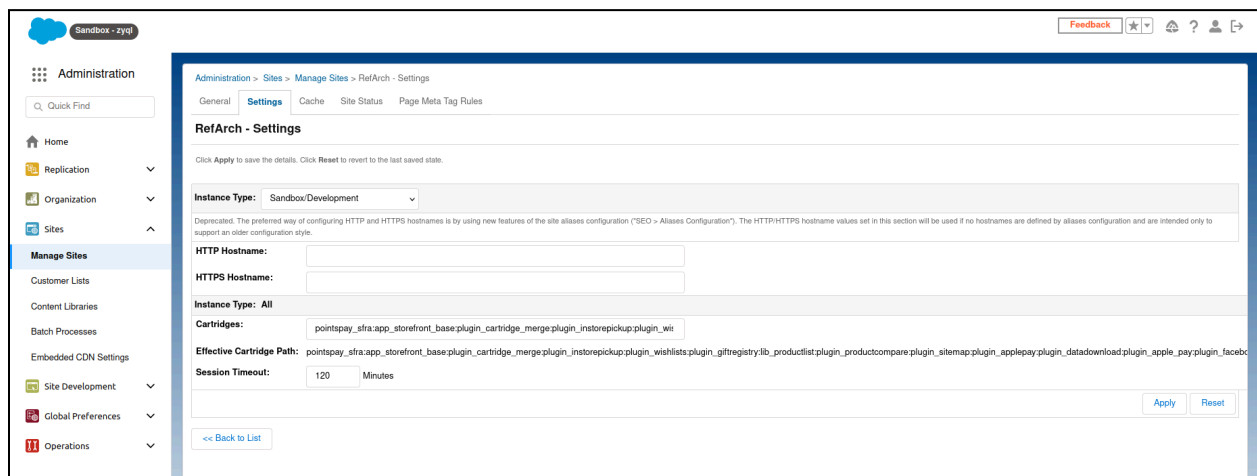 Sandbox - zyql
Feedback
Administration
Quick Find
Home
Replication
Organization
Sites
Manage Sites
Customer Lists
Content Libraries
Batch Processes
Embedded CDN Settings
Site Development
Global Preferences
Operations
Administration > Sites > Manage Sites > RefArch - Settings
General Settings Cache Site Status Page Meta Tag Rules
RefArch - Settings
Click Apply to save the details. Click Reset to revert to the last saved state.
Instance Type: Sandbox/Development
Deprecated. The preferred way of configuring HTTP and HTTPS hostnames is by using new features of the site aliases configuration ("SEO > Aliases Configuration"). The HTTP/HTTPS hostname values set in this section will be used if no hostnames are defined by aliases configuration and are intended only to
support an older configuration style.
HTTP Hostname:
HTTPS Hostname:
Instance Type: All
Cartridges: pointspay_sfra:app_storefront_base:plugin_cartridge_merge:plugin_instorepickup:plugin_wis
Effective Cartridge Path: pointspay_sfra:app_storefront_base:plugin_cartridge_merge:plugin_instorepickup:plugin_wishlists:plugin_giftregistry:lib_productlist:plugin_productcompare:plugin_sitemap:plugin_applepay:plugin_datadownload:plugin_apple_pay:plugin_facebo
Session Timeout: 120 Minutes
Apply Reset
<< Back to List